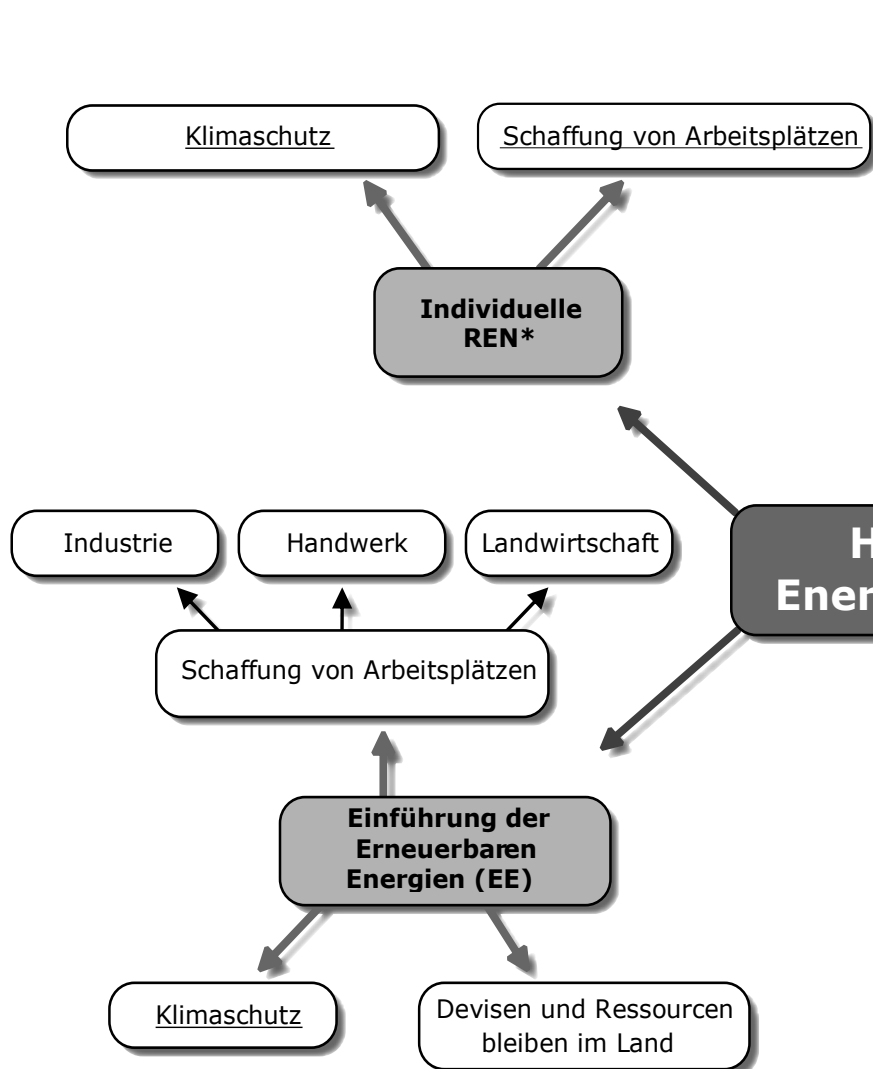 Klimaschutz
Schaffung von Arbeitsplätzen
Individuelle
REN*
Industrie
Handwerk
Landwirtschaft
Schaffung von Arbeitsplätzen
Einführung der
Erneuerbaren
Energien (EE)
Klimaschutz
Devisen und Ressourcen
bleiben im Land